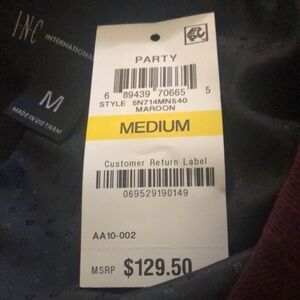 I.N.C
INTERNATIONAL
M
MADE IN VIETNAM
PARTY
6 89439 70665 5
STYLE 5N714MN540
MAROON
MEDIUM
Customer Return Label
069529190149
AA10-002
MSRP $129.50